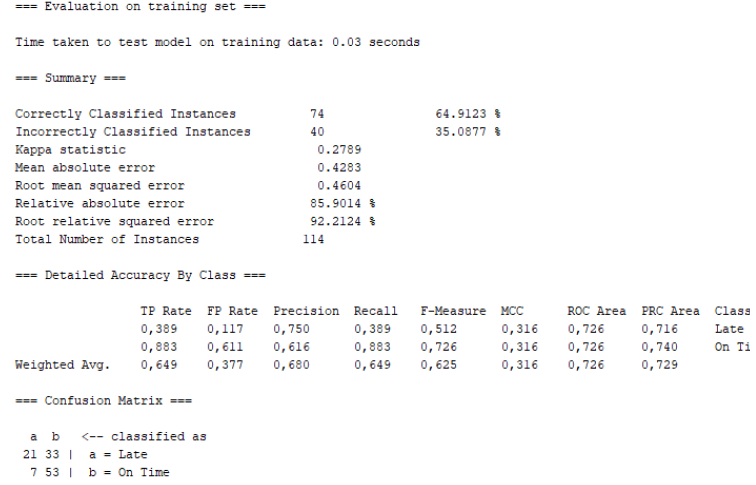 === Evaluation on training set ===
Time taken to test model on training data: 0.03 seconds
=== Summary ===
Correctly Classified Instances 74 64.9123 %
Incorrectly Classified Instances 40 35.0877 %
Kappa statistic 0.2789
Mean absolute error 0.4283
Root mean squared error 0.4604
Relative absolute error 85.9014 %
Root relative squared error 92.2124 %
Total Number of Instances 114
=== Detailed Accuracy By Class ===
TP Rate FP Rate Precision Recall F-Measure MCC ROC Area PRC Area Class
0,389 0,117 0,750 0,389 0,512 0,316 0,726 0,716 Late
0,883 0,611 0,616 0,883 0,726 0,316 0,726 0,740 On Ti
Weighted Avg. 0,649 0,377 0,680 0,649 0,625 0,316 0,726 0,729
=== Confusion Matrix ===
a b <-- classified as
21 33 | a = Late
7 53 | b = On Time